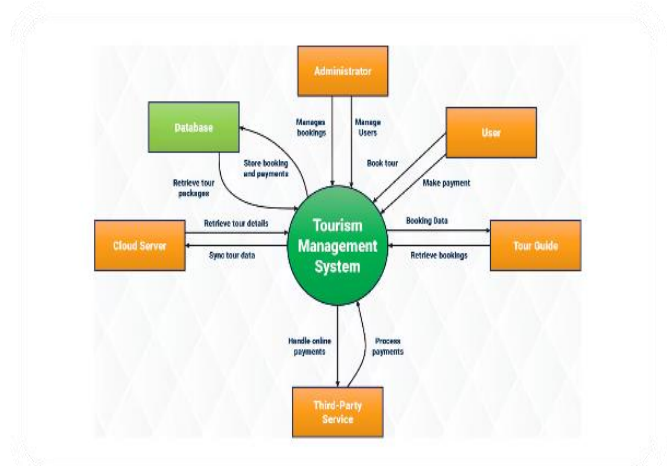 Administrator
Manages
bookings
Manage
Users
Database
User
Store booking
and payments
Book tour
Make payment
Retrieve tour
packages
Tourism
Management
System
Retrieve tour details
Cloud Server
Sync tour data
Booking Data
Tour Guide
Retrieve bookings
Handle online
payments
Process
payments
Third-Party
Service